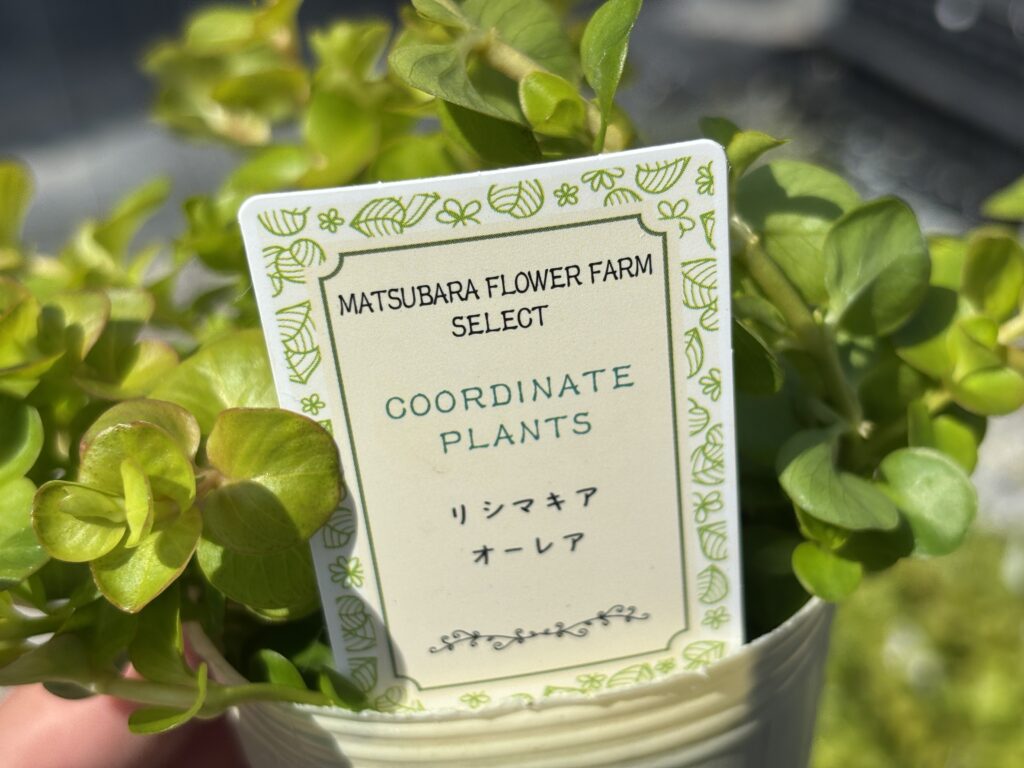 MATSUBARA FLOWER FARM
SELECT
COORDINATE
PLANTS
リシマキア
オーレア